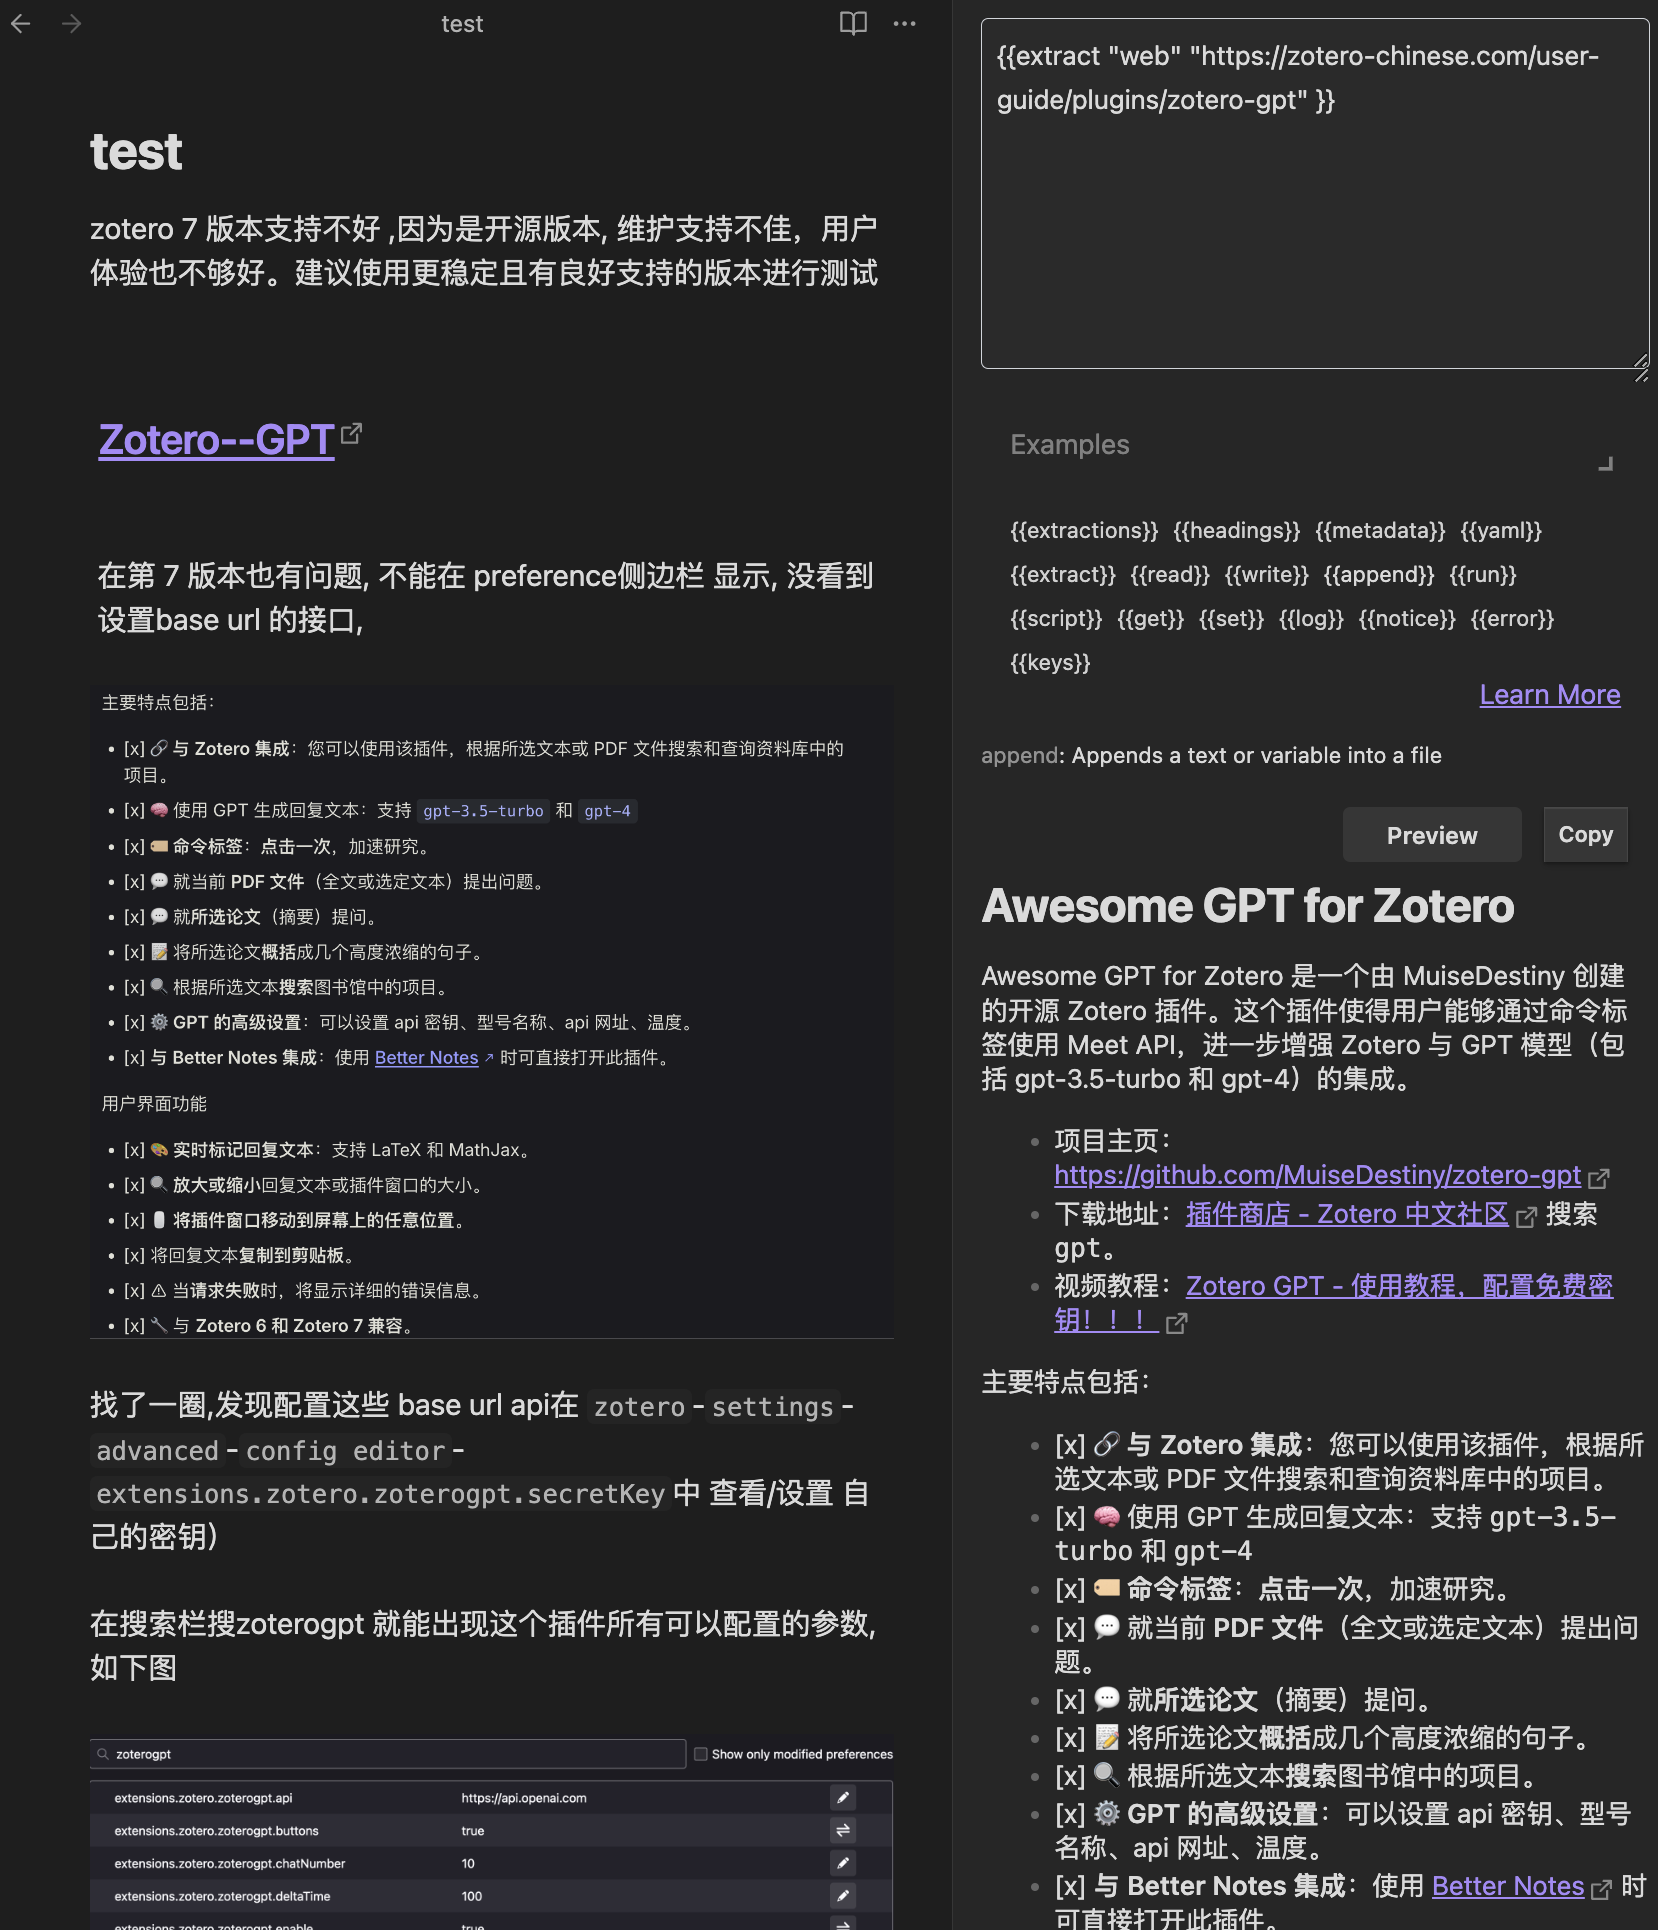 test
test
zotero 7 版本支持不好 ,因为是开源版本, 维护支持不佳，用户
体验也不够好。建议使用更稳定且有良好支持的版本进行测试
Zotero--GPT
在第 7 版本也有问题, 不能在 preference侧边栏 显示, 没看到
设置base url 的接口,
主要特点包括：
[x] 🔗 与 Zotero 集成：您可以使用该插件，根据所选文本或 PDF 文件搜索和查询资料库中的
项目。
[x] 🧠 使用 GPT 生成回复文本：支持 gpt-3.5-turbo 和 gpt-4
[x] 🏷️ 命令标签：点击一次，加速研究。
[x] 💬 就当前 PDF 文件（全文或选定文本）提出问题。
[x] 💬 就所选论文（摘要）提问。
[x] 📝 将所选论文概括成几个高度浓缩的句子。
[x] 🔍 根据所选文本搜索图书馆中的项目。
[x] ⚙️ GPT 的高级设置：可以设置 api 密钥、型号名称、api 网址、温度。
[x] 与 Better Notes 集成：使用 Better Notes 时可直接打开此插件。
用户界面功能
[x] 🎨 实时标记回复文本：支持 LaTeX 和 MathJax。
[x] 🔍 放大或缩小回复文本或插件窗口的大小。
[x] 🖱️ 将插件窗口移动到屏幕上的任意位置。
[x] 将回复文本复制到剪贴板。
[x] ⚠️ 当请求失败时，将显示详细的错误信息。
[x] 🔧 与 Zotero 6 和 Zotero 7 兼容。
找了一圈,发现配置这些 base url api在 zotero-settings-
advanced-config editor-
extensions.zotero.zoterogpt.secretKey中 查看/设置 自
己的密钥）
在搜索栏搜zoterogpt 就能出现这个插件所有可以配置的参数,
如下图
zoterogpt
Show only modified preferences
extensions.zotero.zoterogpt.api https://api.openai.com
extensions.zotero.zoterogpt.buttons true
extensions.zotero.zoterogpt.chatNumber 10
extensions.zotero.zoterogpt.deltaTime 100
extensions.zotero.zoterogpt.enable true
{{extract "web" "https://zotero-chinese.com/user-
guide/plugins/zotero-gpt" }}
Examples
{{extractions}} {{headings}} {{metadata}} {{yaml}}
{{extract}} {{read}} {{write}} {{append}} {{run}}
{{script}} {{get}} {{set}} {{log}} {{notice}} {{error}}
{{keys}}
Learn More
append: Appends a text or variable into a file
Preview
Copy
Awesome GPT for Zotero
Awesome GPT for Zotero 是一个由 MuiseDestiny 创建
的开源 Zotero 插件。这个插件使得用户能够通过命令标
签使用 Meet API，进一步增强 Zotero 与 GPT 模型（包
括 gpt-3.5-turbo 和 gpt-4）的集成。
项目主页：
https://github.com/MuiseDestiny/zotero-gpt
下载地址：插件商店 - Zotero 中文社区 搜索
gpt。
视频教程：Zotero GPT - 使用教程，配置免费密
钥！！！
主要特点包括：
[x] 🔗 与 Zotero 集成：您可以使用该插件，根据所
选文本或 PDF 文件搜索和查询资料库中的项目。
[x] 🧠 使用 GPT 生成回复文本：支持 gpt-3.5-
turbo 和 gpt-4
[x] 🏷️ 命令标签：点击一次，加速研究。
[x] 💬 就当前 PDF 文件（全文或选定文本）提出问
题。
[x] 💬 就所选论文（摘要）提问。
[x] 📝 将所选论文概括成几个高度浓缩的句子。
[x] 🔍 根据所选文本搜索图书馆中的项目。
[x] ⚙️ GPT 的高级设置：可以设置 api 密钥、型号
名称、api 网址、温度。
[x] 与 Better Notes 集成：使用 Better Notes 时
可直接打开此插件。